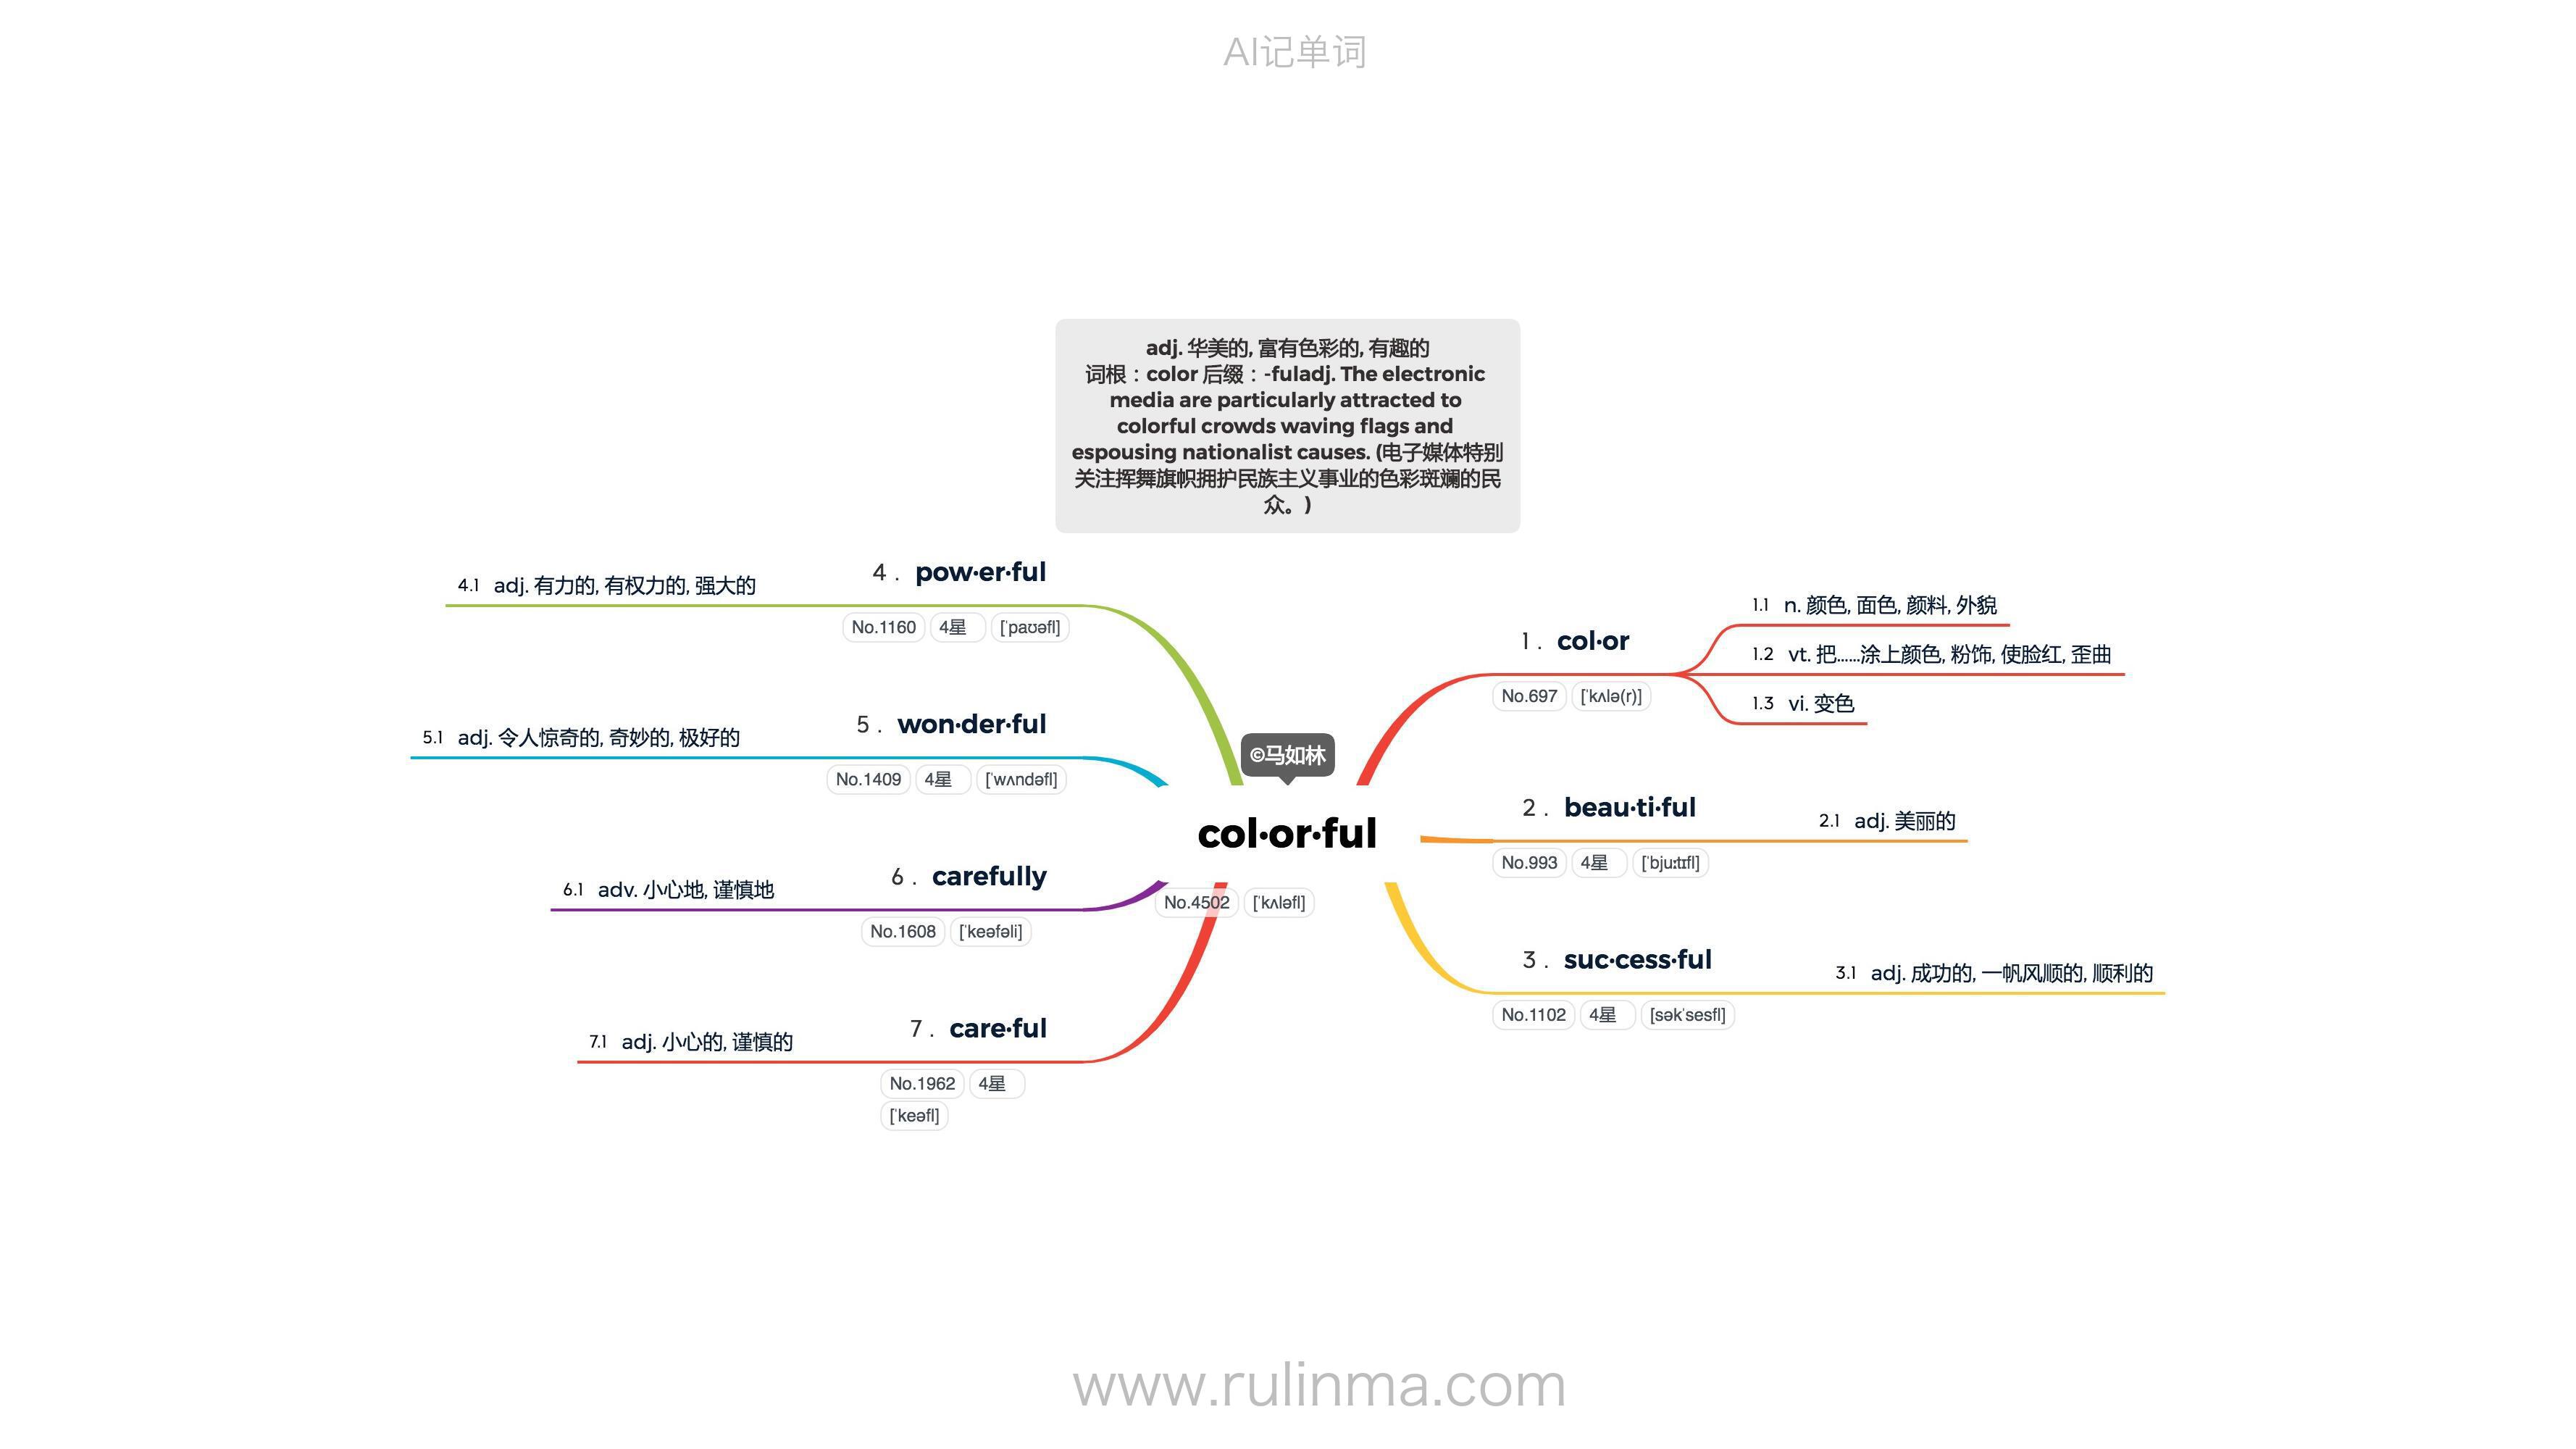 AI记单词
adj. 华美的, 富有色彩的, 有趣的
词根：color 后缀：-fuladj. The electronic
media are particularly attracted to
colorful crowds waving flags and
espousing nationalist causes. (电子媒体特别
关注挥舞旗帜拥护民族主义事业的色彩斑斓的民
众。)
©马如林
col·or·ful
No.4502 [ˈkʌləfl]
1 . col·or
No.697 [ˈkʌlə(r)]
1.1 n. 颜色, 面色, 颜料, 外貌
1.2 vt. 把……涂上颜色, 粉饰, 使脸红, 歪曲
1.3 vi. 变色
2 . beau·ti·ful
No.993 4星 [ˈbjuːtɪfl]
2.1 adj. 美丽的
3 . suc·cess·ful
No.1102 4星 [səkˈsesfl]
3.1 adj. 成功的, 一帆风顺的, 顺利的
4 . pow·er·ful
No.1160 4星 [ˈpaʊəfl]
4.1 adj. 有力的, 有权力的, 强大的
5 . won·der·ful
No.1409 4星 [ˈwʌndəfl]
5.1 adj. 令人惊奇的, 奇妙的, 极好的
6 . carefully
No.1608 [ˈkeəfəli]
6.1 adv. 小心地, 谨慎地
7 . care·ful
No.1962 4星
[ˈkeəfl]
7.1 adj. 小心的, 谨慎的
www.rulinma.com